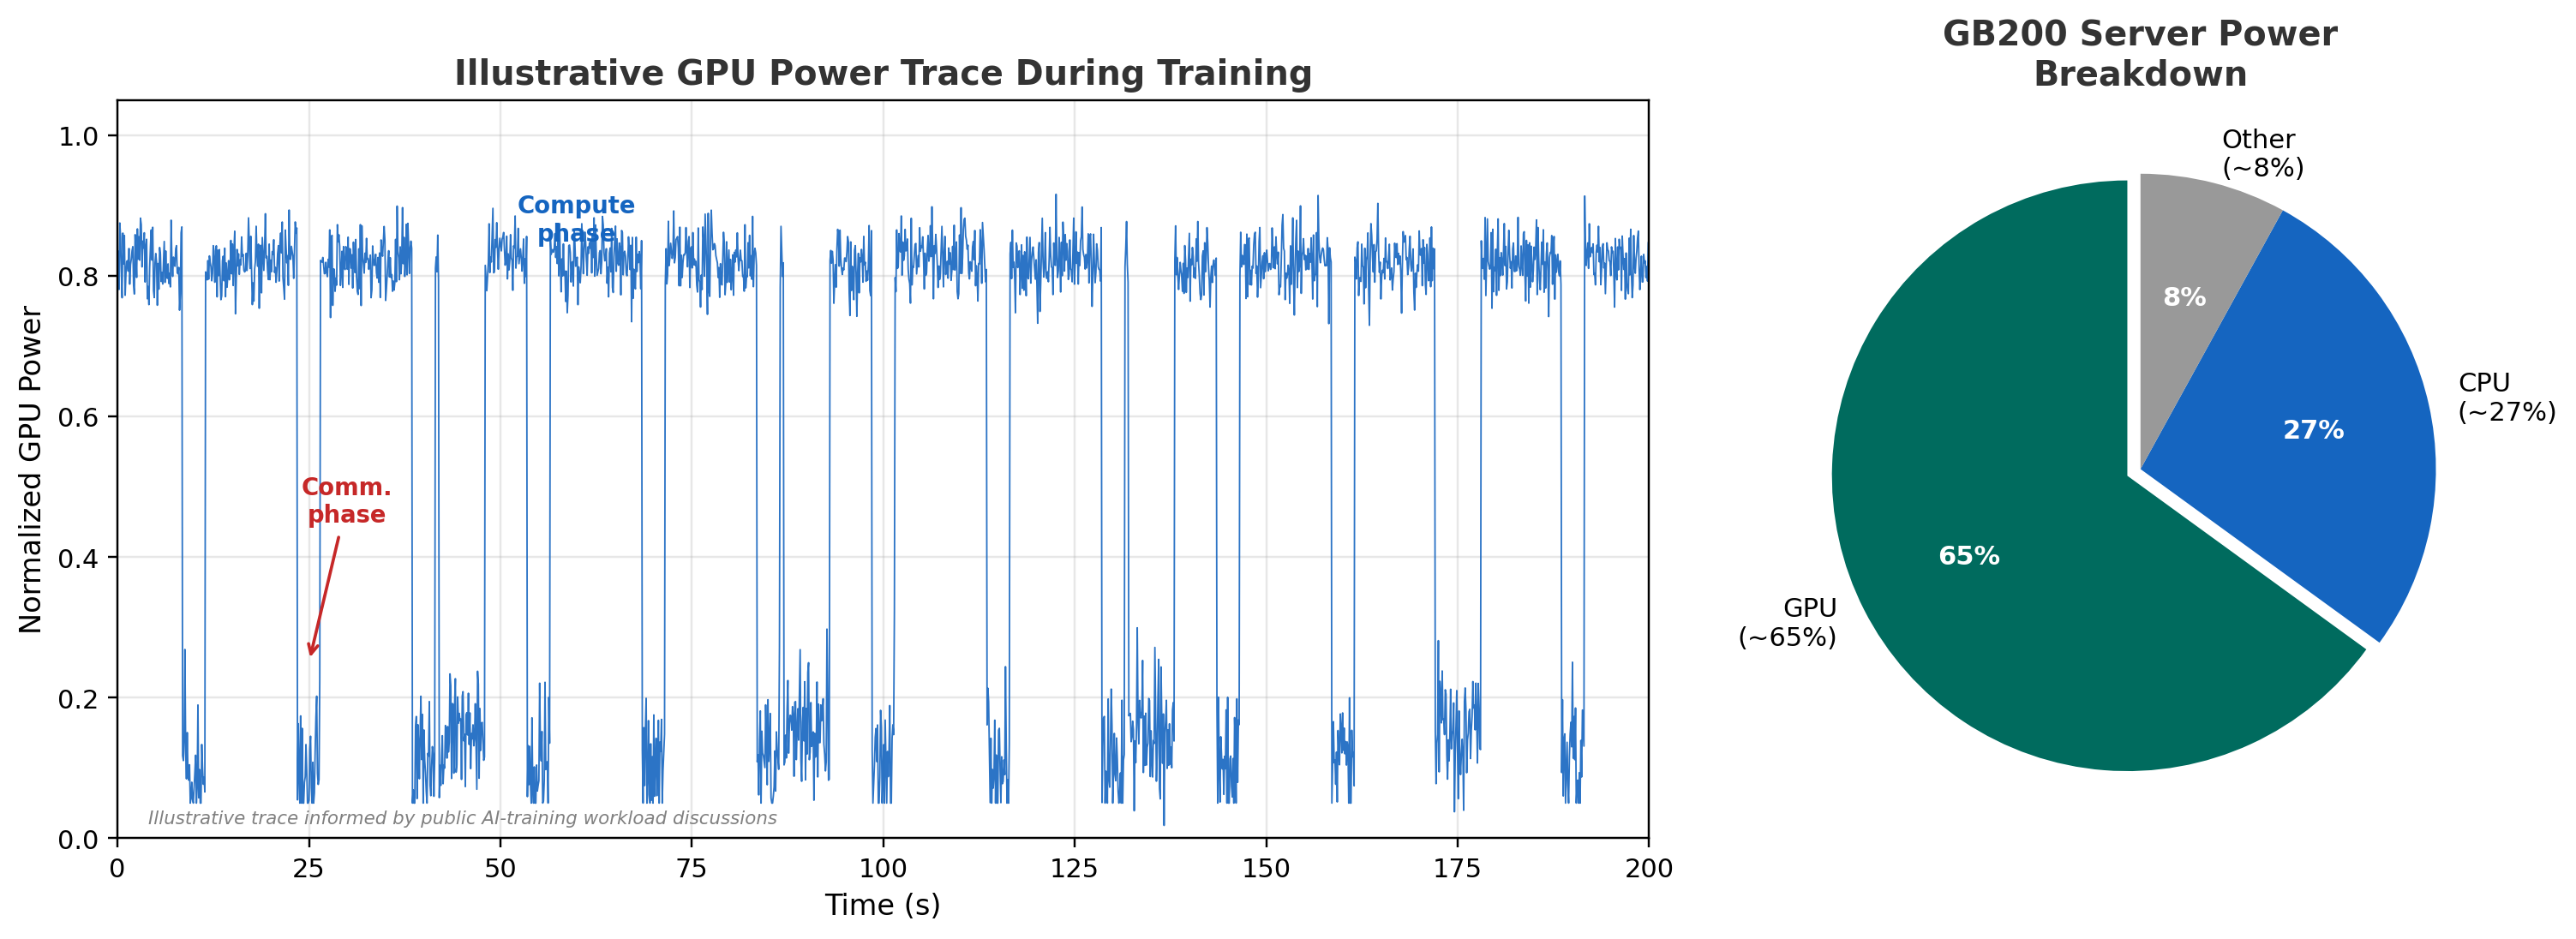 Illustrative GPU Power Trace During Training
Normalized GPU Power
1.0
0.8
0.6
0.4
0.2
0.0
Compute
phase
Comm.
phase
Illustrative trace informed by public AI-training workload discussions
0
25
50
75
100
125
150
175
200
Time (s)
GB200 Server Power
Breakdown
Other
(~8%)
8%
CPU
(~27%)
27%
65%
GPU
(~65%)